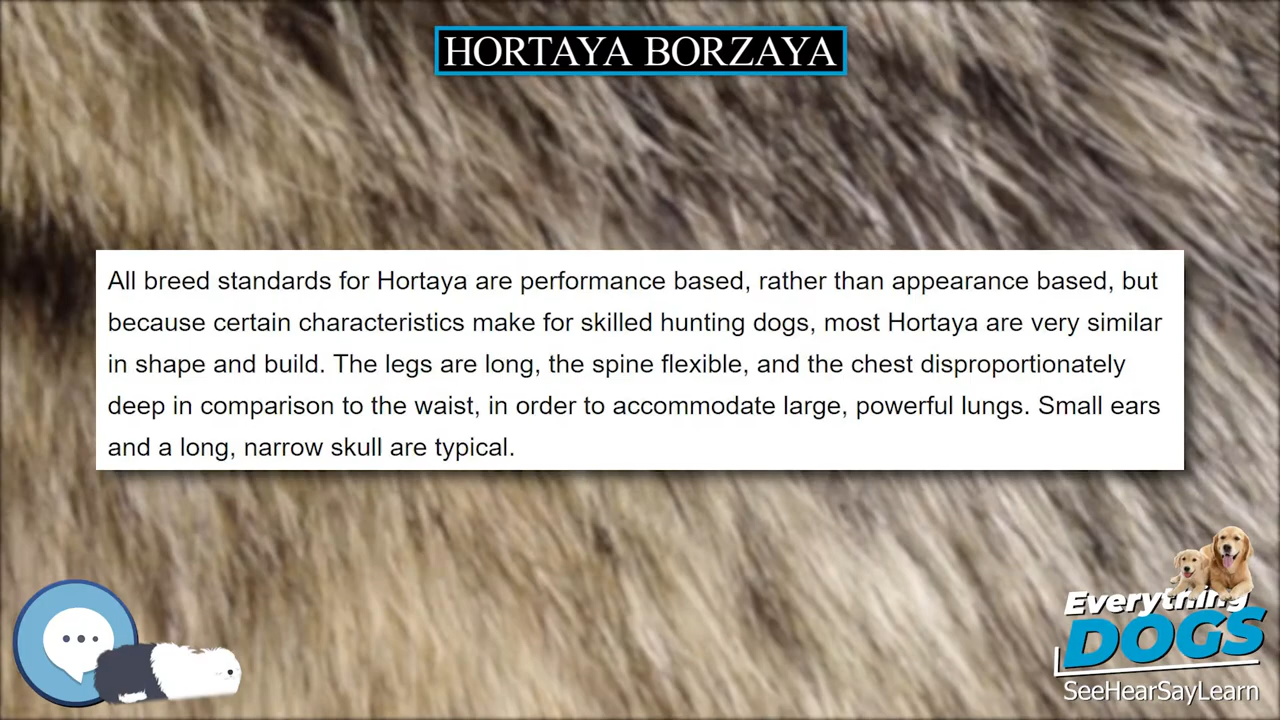 HORTAYA BORZAYA
All breed standards for Hortaya are performance based, rather than appearance based, but
because certain characteristics make for skilled hunting dogs, most Hortaya are very similar
in shape and build. The legs are long, the spine flexible, and the chest disproportionately
deep in comparison to the waist, in order to accommodate large, powerful lungs. Small ears
and a long, narrow skull are typical.
Everything
DOGS
SeeHearSayLearn